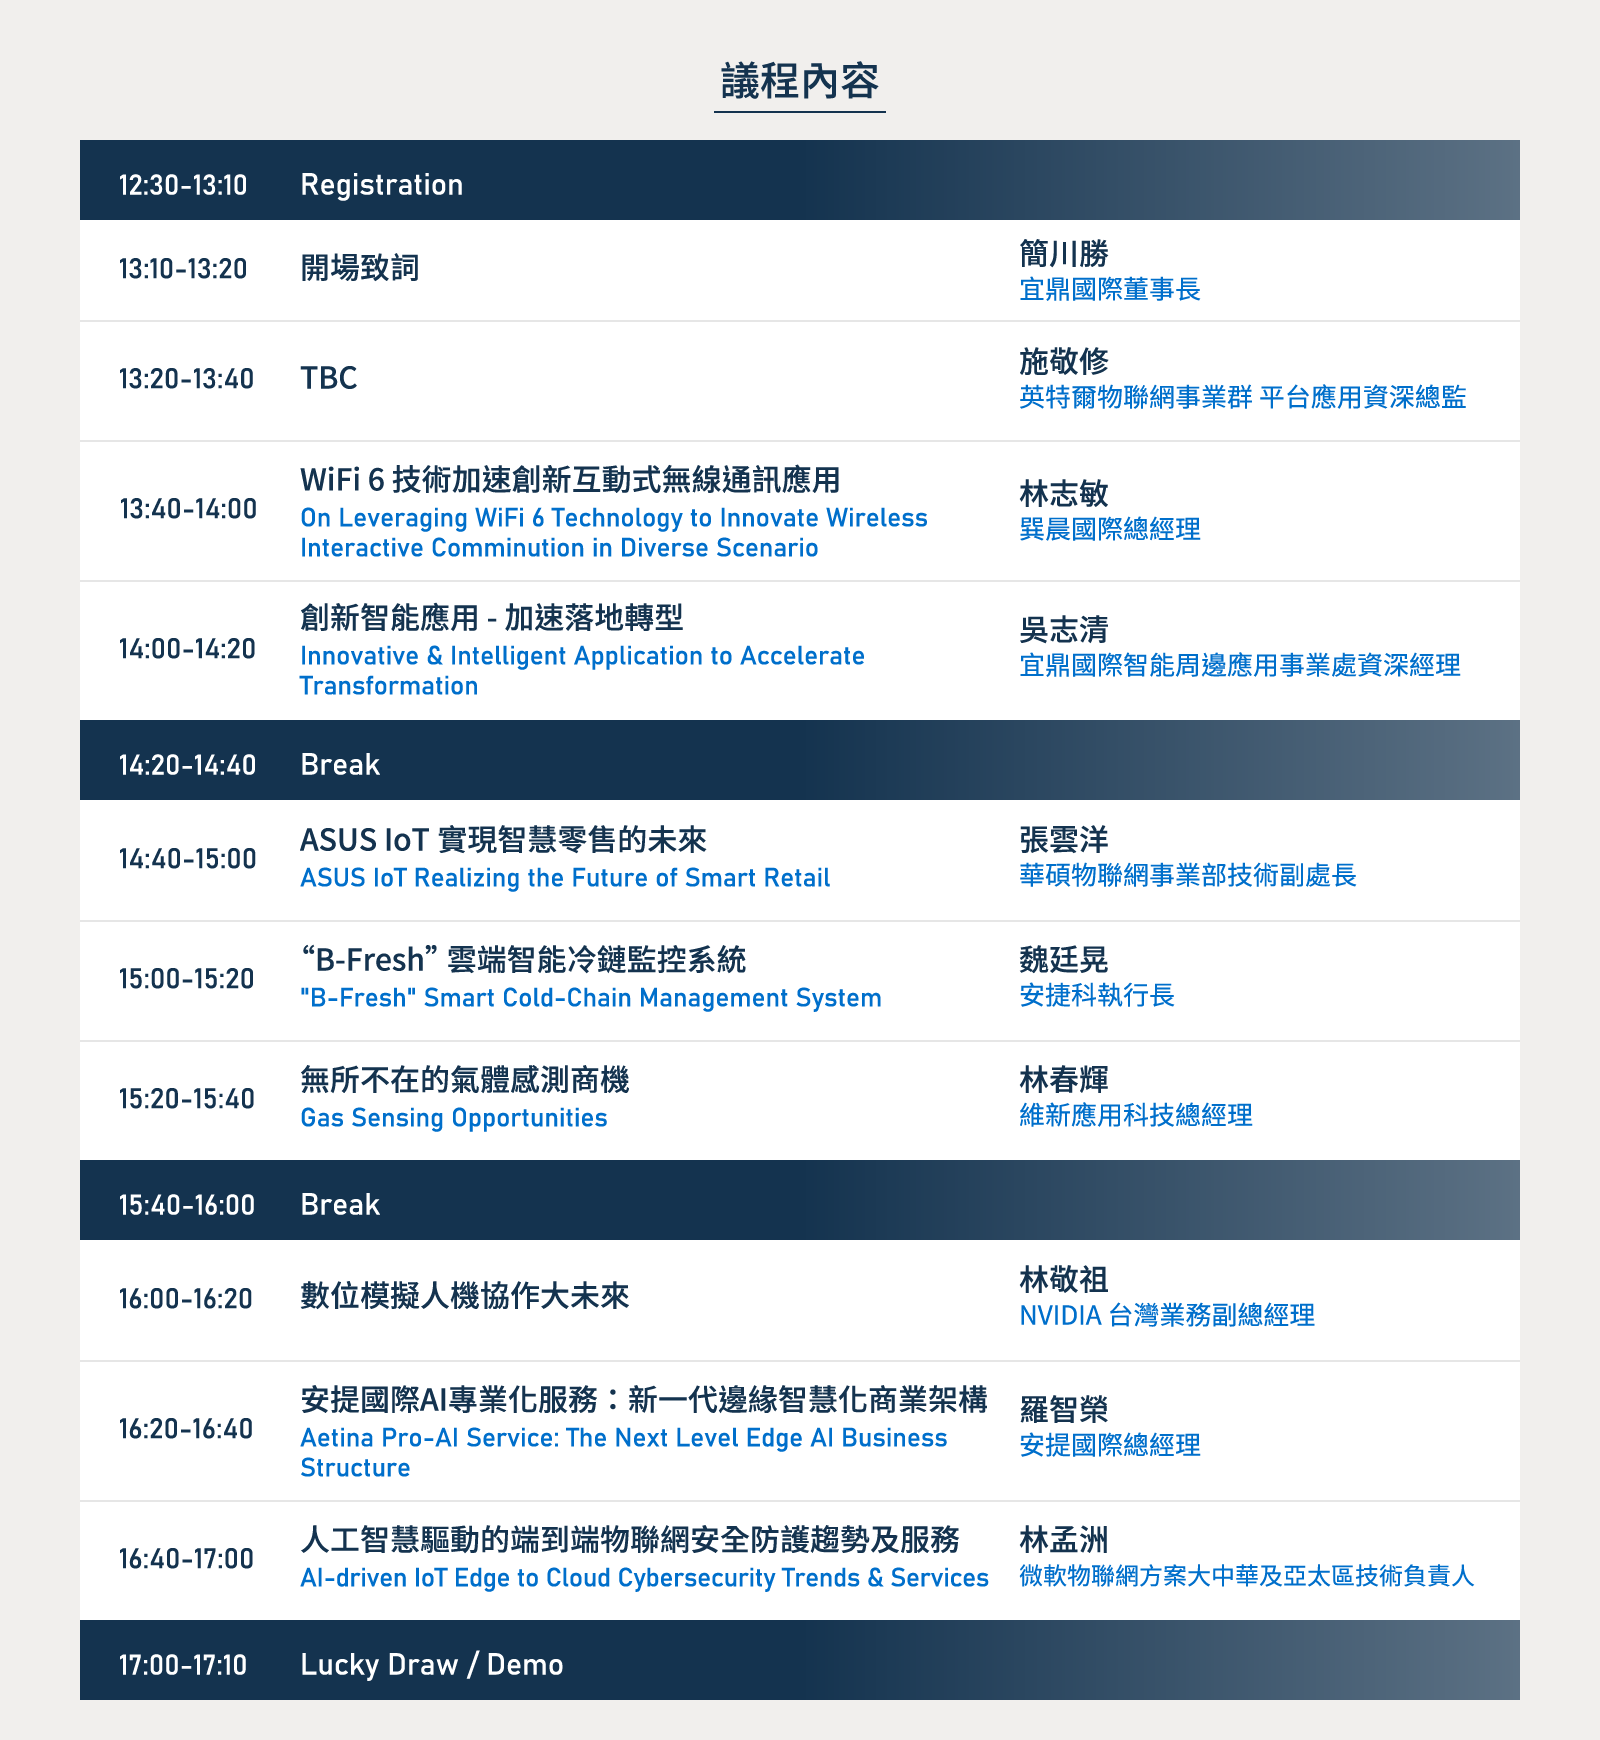 議程內容
12:30-13:10 Registration
13:10-13:20 開場致詞 簡川勝
宜鼎國際董事長
13:20-13:40 TBC 施敬修
英特爾物聯網事業群 平台應用資深總監
13:40-14:00 WiFi 6 技術加速創新互動式無線通訊應用
On Leveraging WiFi 6 Technology to Innovate Wireless
Interactive Comminution in Diverse Scenario
林志敏
巽晨國際總經理
14:00-14:20 創新智能應用 - 加速落地轉型
Innovative & Intelligent Application to Accelerate
Transformation
吳志清
宜鼎國際智能周邊應用事業處資深經理
14:20-14:40 Break
14:40-15:00 ASUS IoT 實現智慧零售的未來
ASUS IoT Realizing the Future of Smart Retail
張雲洋
華碩物聯網事業部技術副處長
15:00-15:20 “B-Fresh” 雲端智能冷鏈監控系統
"B-Fresh" Smart Cold-Chain Management System
魏廷晃
安捷科執行長
15:20-15:40 無所不在的氣體感測商機
Gas Sensing Opportunities
林春輝
維新應用科技總經理
15:40-16:00 Break
16:00-16:20 數位模擬人機協作大未來
林敬祖
NVIDIA 台灣業務副總經理
16:20-16:40 安提國際AI專業化服務：新一代邊緣智慧化商業架構
Aetina Pro-AI Service: The Next Level Edge AI Business
Structure
羅智榮
安提國際總經理
16:40-17:00 人工智慧驅動的端到端物聯網安全防護趨勢及服務
AI-driven IoT Edge to Cloud Cybersecurity Trends & Services
林孟洲
微軟物聯網方案大中華及亞太區技術負責人
17:00-17:10 Lucky Draw / Demo